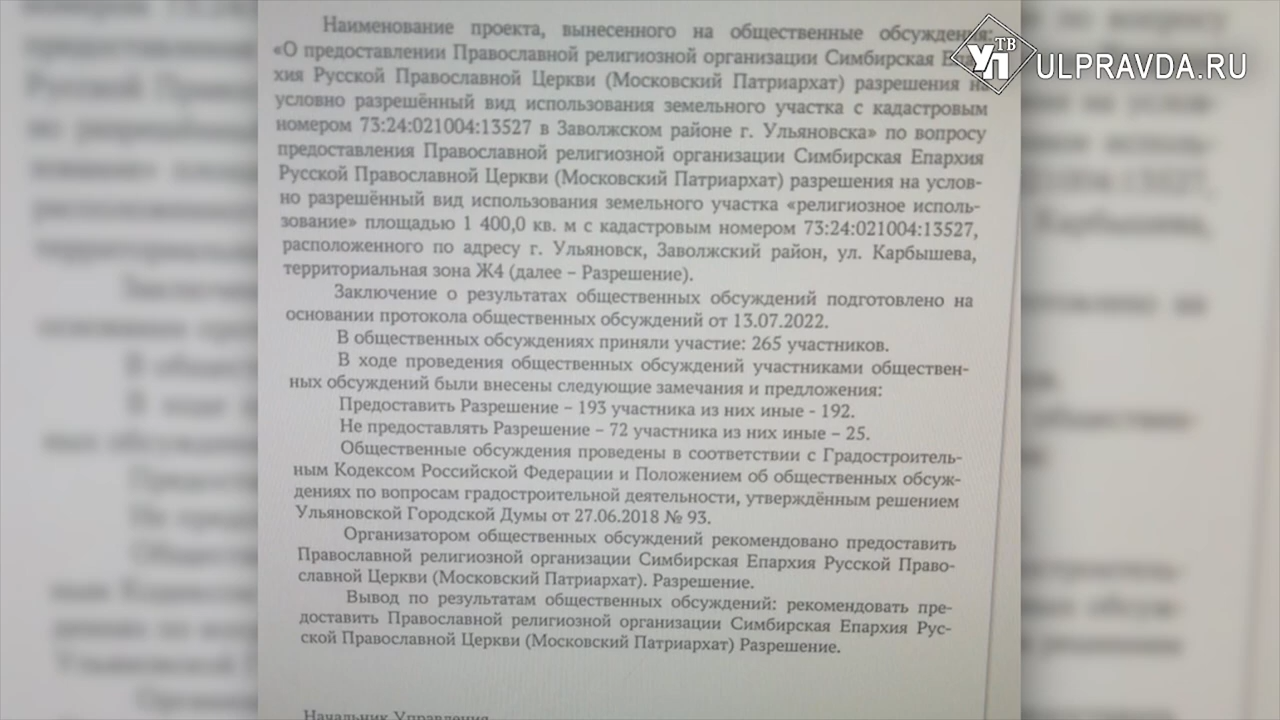 Наименование проекта, вынесенного на общественные обсуждения:
«О предоставлении Православной религиозной организации Симбирская Епар-
хия Русской Православной Церкви (Московский Патриархат) разрешения на
условно разрешённый вид использования земельного участка с кадастровым
номером 73:24:021004:13527 в Заволжском районе г. Ульяновска» по вопросу
предоставления Православной религиозной организации Симбирская Епархия
Русской Православной Церкви (Московский Патриархат) разрешения на услов-
но разрешённый вид использования земельного участка «религиозное исполь-
зование» площадью 1 400,0 кв. м с кадастровым номером 73:24:021004:13527,
расположенного по адресу г. Ульяновск, Заволжский район, ул. Карбышева,
территориальная зона Ж4 (далее – Разрешение).
Заключение о результатах общественных обсуждений подготовлено на
основании протокола общественных обсуждений от 13.07.2022.
В общественных обсуждениях приняли участие: 265 участников.
В ходе проведения общественных обсуждений участниками обществен-
ных обсуждений были внесены следующие замечания и предложения:
Предоставить Разрешение – 193 участника из них иные - 192.
Не предоставлять Разрешение – 72 участника из них иные – 25.
Общественные обсуждения проведены в соответствии с Градостроитель-
ным Кодексом Российской Федерации и Положением об общественных обсуж-
дениях по вопросам градостроительной деятельности, утверждённым решением
Ульяновской Городской Думы от 27.06.2018 № 93.
Организатором общественных обсуждений рекомендовано предоставить
Православной религиозной организации Симбирская Епархия Русской Право-
славной Церкви (Московский Патриархат). Разрешение.
Вывод по результатам общественных обсуждений: рекомендовать пре-
доставить Православной религиозной организации Симбирская Епархия Рус-
ской Православной Церкви (Московский Патриархат) Разрешение.
Начальник Управления
УП ТВ ULPRAVDA.RU